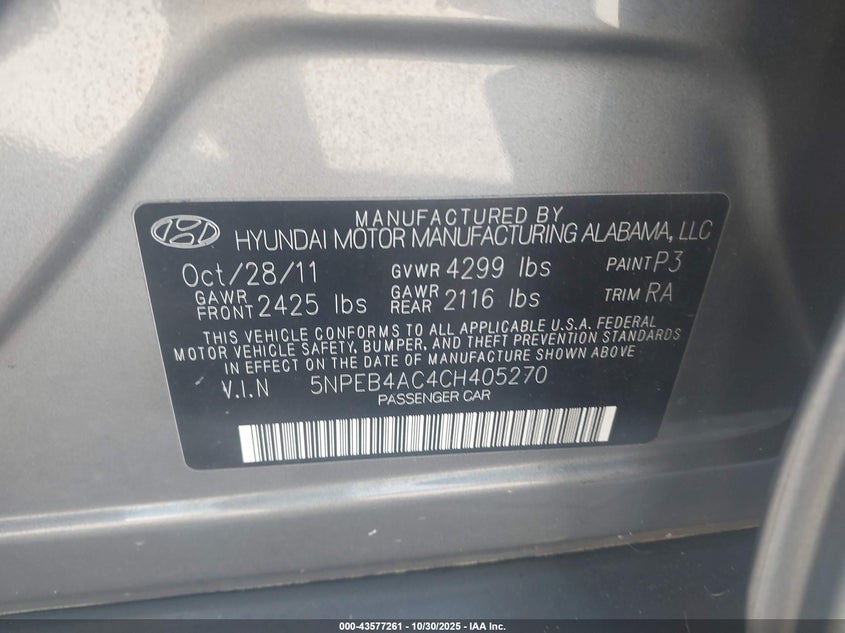 MANUFACTURED BY
HYUNDAI MOTOR MANUFACTURING ALABAMA, LLC
Oct/28/11 GVWR 4299 lbs PAINT P3
GAWR FRONT 2425 lbs GAWR REAR 2116 lbs TRIM RA
THIS VEHICLE CONFORMS TO ALL APPLICABLE U.S.A. FEDERAL
MOTOR VEHICLE SAFETY, BUMPER, AND THEFT PREVENTION STANDARDS
IN EFFECT ON THE DATE OF MANUFACTURE SHOWN ABOVE
V.I.N 5NPEB4AC4CH405270
PASSENGER CAR
000-43577261 - 10/30/2025 - IAA Inc.